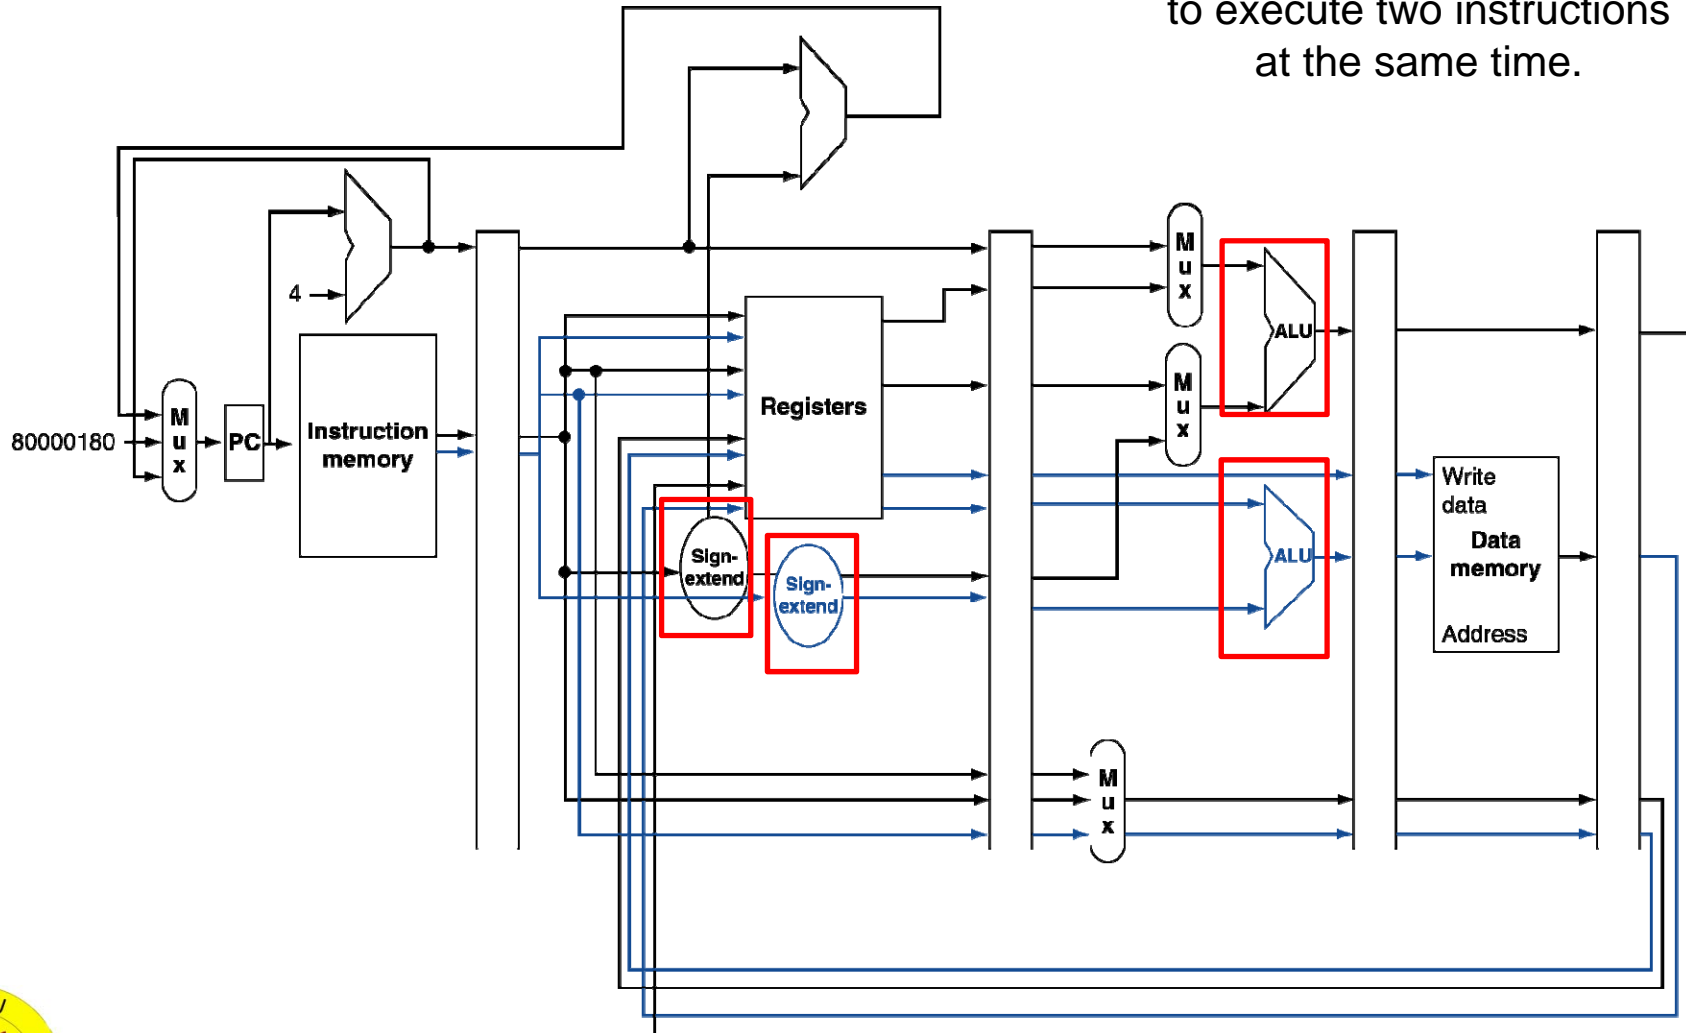 to execute two instructions
at the same time.
4
M
u
x
ALU
80000180
M
u
x
PC
Instruction
memory
Registers
M
u
x
Sign-
extend
Sign-
extend
ALU
Write
data
Data
memory
Address
M
u
x